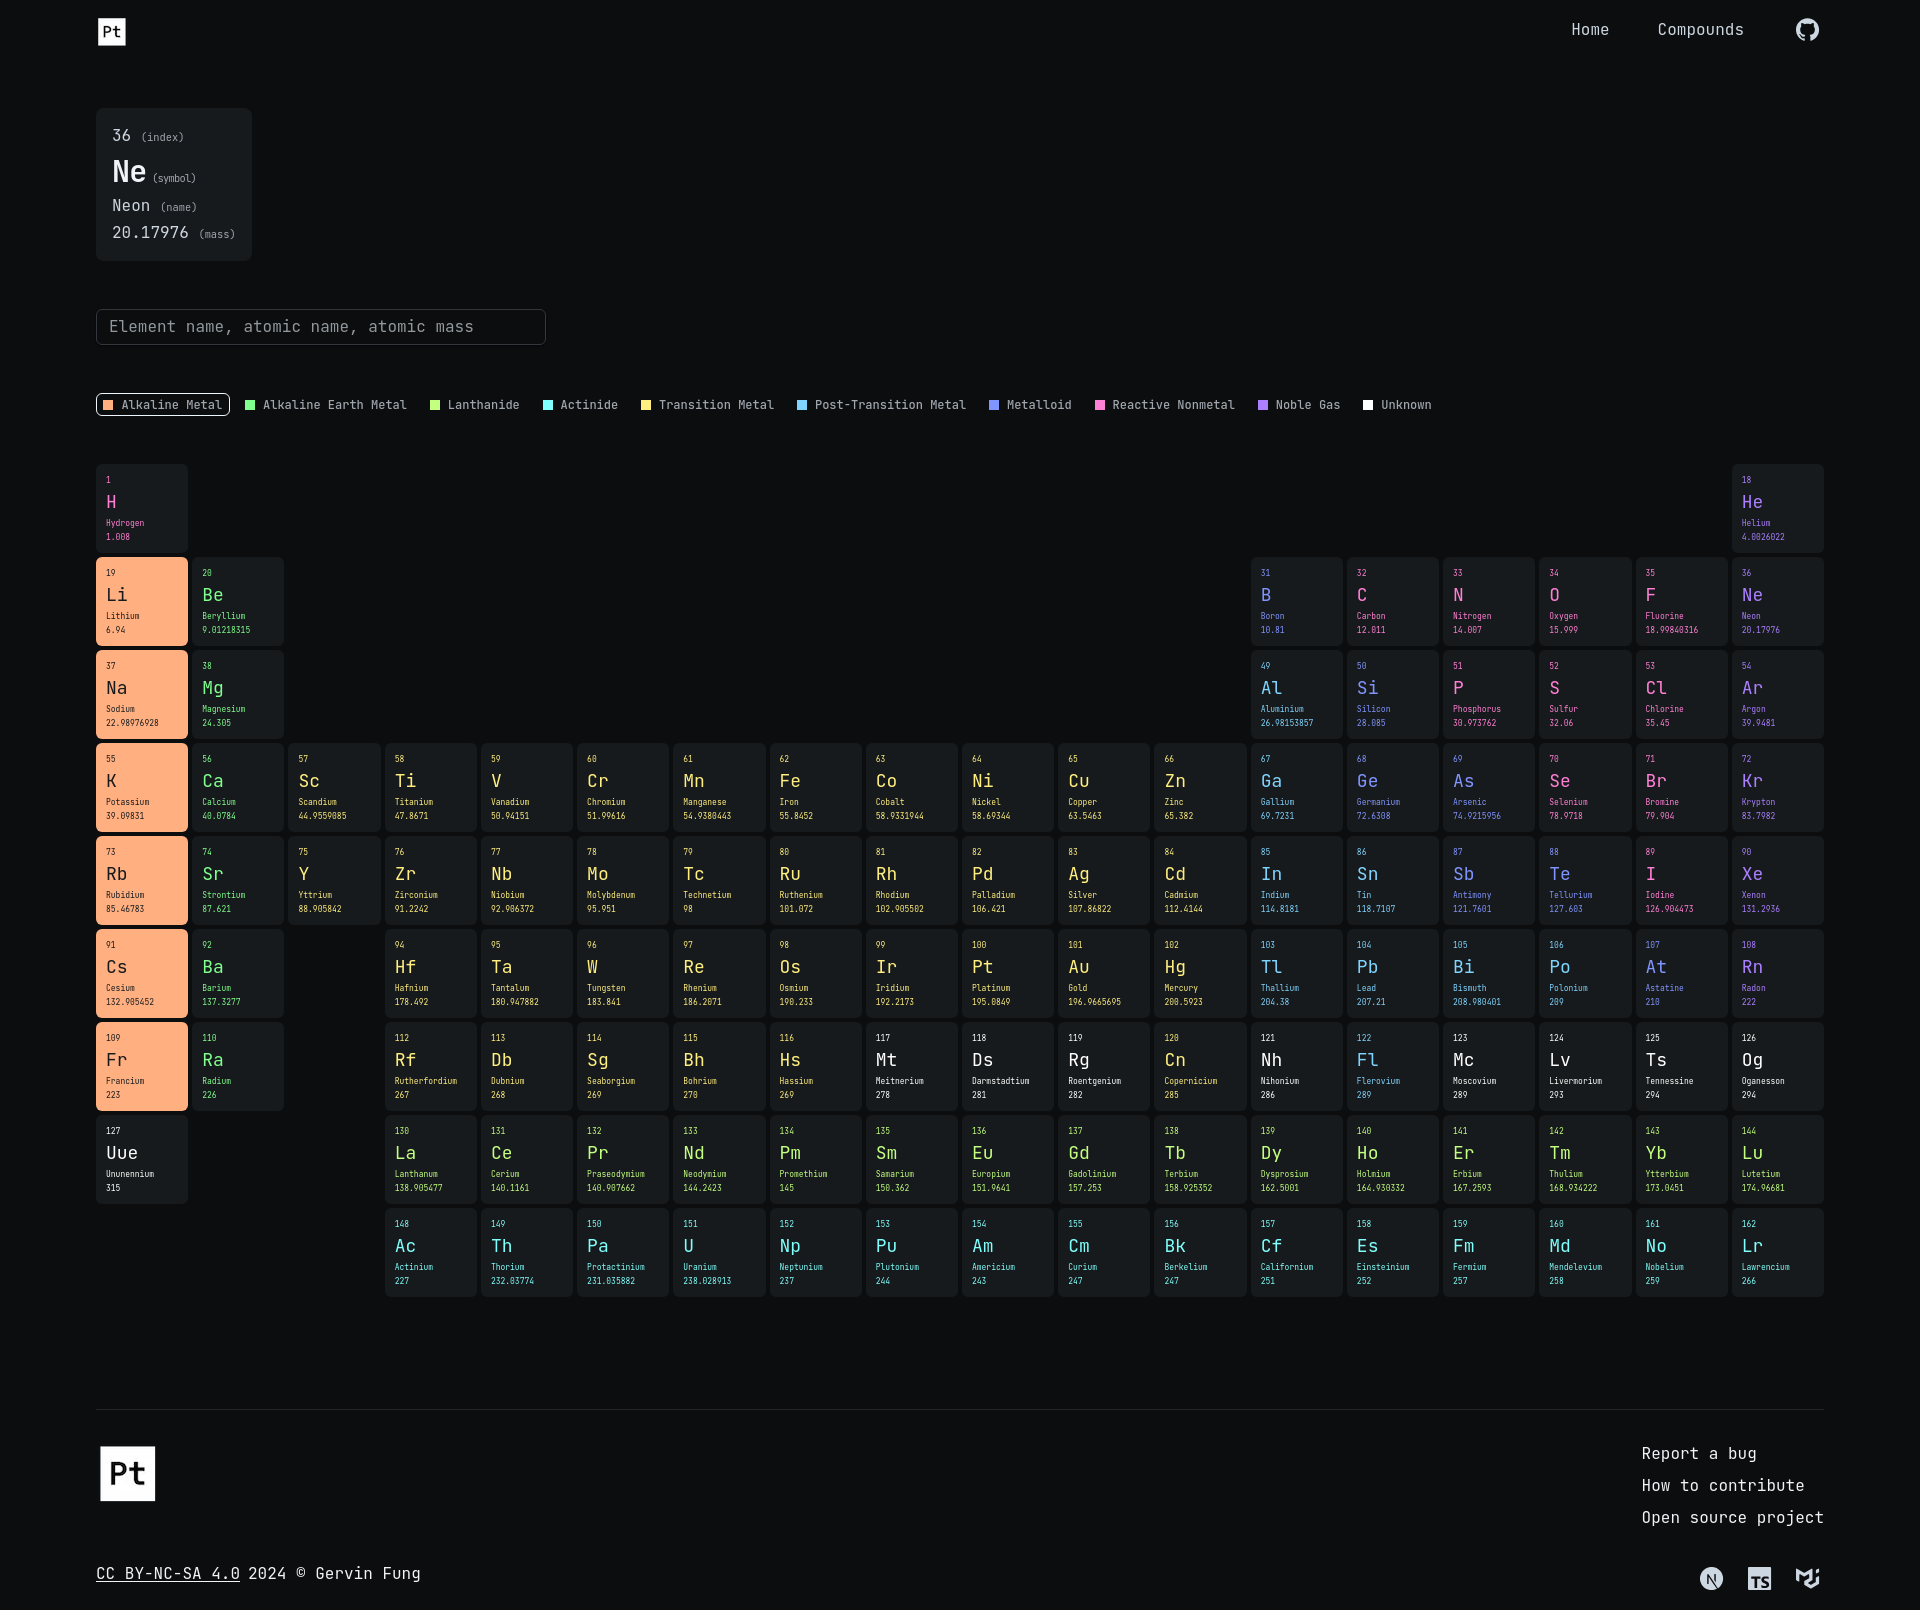 Pt
Home Compounds
36 (index)
Ne (symbol)
Neon (name)
20.17976 (mass)
Element name, atomic name, atomic mass
Alkaline Metal Alkaline Earth Metal Lanthanide Actinide Transition Metal Post-Transition Metal Metalloid Reactive Nonmetal Noble Gas Unknown
1 18
H He
Hydrogen Helium
1.008 4.0026022
19 20 31 32 33 34 35 36
Li Be B C N O F Ne
Lithium Beryllium Boron Carbon Nitrogen Oxygen Fluorine Neon
6.94 9.01218315 10.81 12.011 14.007 15.999 18.99840316 20.17976
37 38 49 50 51 52 53 54
Na Mg Al Si P S Cl Ar
Sodium Magnesium Aluminium Silicon Phosphorus Sulfur Chlorine Argon
22.98976928 24.305 26.98153857 28.085 30.973762 32.06 35.45 39.9481
55 56 57 58 59 60 61 62 63 64 65 66 67 68 69 70 71 72
K Ca Sc Ti V Cr Mn Fe Co Ni Cu Zn Ga Ge As Se Br Kr
Potassium Calcium Scandium Titanium Vanadium Chromium Manganese Iron Cobalt Nickel Copper Zinc Gallium Germanium Arsenic Selenium Bromine Krypton
39.09831 40.0784 44.9559085 47.8671 50.94151 51.99616 54.9380443 55.8452 58.9331944 58.69344 63.5463 65.382 69.7231 72.6308 74.9215956 78.9718 79.904 83.7982
73 74 75 76 77 78 79 80 81 82 83 84 85 86 87 88 89 90
Rb Sr Y Zr Nb Mo Tc Ru Rh Pd Ag Cd In Sn Sb Te I Xe
Rubidium Strontium Yttrium Zirconium Niobium Molybdenum Technetium Ruthenium Rhodium Palladium Silver Cadmium Indium Tin Antimony Tellurium Iodine Xenon
85.46783 87.621 88.905842 91.2242 92.906372 95.951 98 101.072 102.905502 106.421 107.86822 112.4144 114.8181 118.7107 121.7601 127.603 126.904473 131.2936
91 92 94 95 96 97 98 99 100 101 102 103 104 105 106 107 108
Cs Ba Hf Ta W Re Os Ir Pt Au Hg Tl Pb Bi Po At Rn
Cesium Barium Hafnium Tantalum Tungsten Rhenium Osmium Iridium Platinum Gold Mercury Thallium Lead Bismuth Polonium Astatine Radon
132.905452 137.3277 178.492 180.947882 183.841 186.2071 190.233 192.2173 195.0849 196.9665695 200.5923 204.38 207.21 208.980401 209 210 222
109 110 112 113 114 115 116 117 118 119 120 121 122 123 124 125 126
Fr Ra Rf Db Sg Bh Hs Mt Ds Rg Cn Nh Fl Mc Lv Ts Og
Francium Radium Rutherfordium Dubnium Seaborgium Bohrium Hassium Meitnerium Darmstadtium Roentgenium Copernicium Nihonium Flerovium Moscovium Livermorium Tennessine Oganesson
223 226 267 268 269 270 269 278 281 282 285 286 289 289 293 294 294
127 130 131 132 133 134 135 136 137 138 139 140 141 142 143 144
Uue La Ce Pr Nd Pm Sm Eu Gd Tb Dy Ho Er Tm Yb Lu
Ununennium Lanthanum Cerium Praseodymium Neodymium Promethium Samarium Europium Gadolinium Terbium Dysprosium Holmium Erbium Thulium Ytterbium Lutetium
315 138.905477 140.1161 140.907662 144.2423 145 150.362 151.9641 157.253 158.925352 162.5001 164.930332 167.2593 168.934222 173.0451 174.96681
148 149 150 151 152 153 154 155 156 157 158 159 160 161 162
Ac Th Pa U Np Pu Am Cm Bk Cf Es Fm Md No Lr
Actinium Thorium Protactinium Uranium Neptunium Plutonium Americium Curium Berkelium Californium Einsteinium Fermium Mendelevium Nobelium Lawrencium
227 232.03774 231.035882 238.028913 237 244 243 247 247 251 252 257 258 259 266
Pt
Report a bug
How to contribute
Open source project
CC BY-NC-SA 4.0 2024 © Gervin Fung
N TS